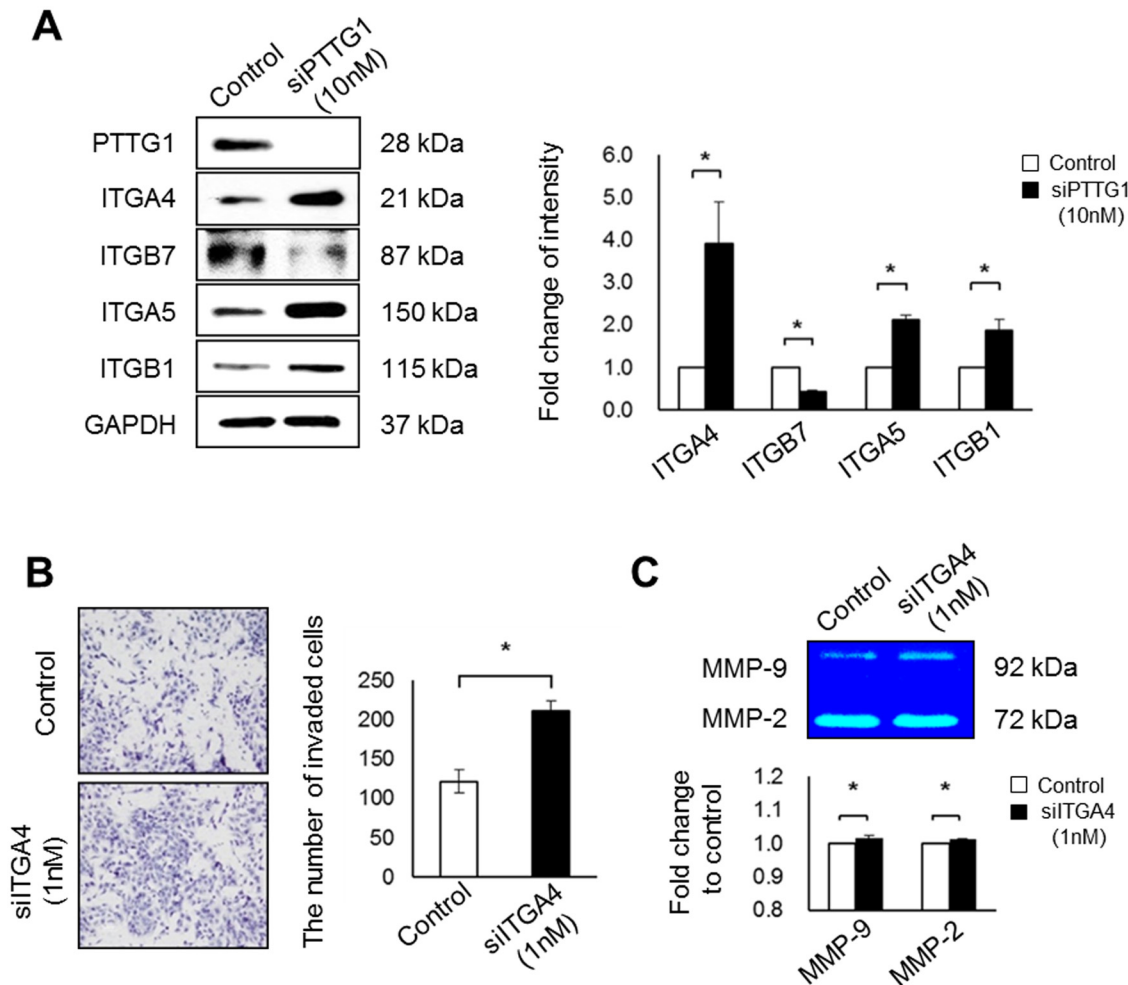 A
Control
siPTTG1
(10nM)
PTTG1
28 kDa
ITGA4
21 kDa
ITGB7
87 kDa
ITGA5
150 kDa
ITGB1
115 kDa
GAPDH
37 kDa
Fold change of intensity
6.0
5.0
4.0
3.0
2.0
1.0
0.0
*
*
*
*
ITGA4
ITGB7
ITGA5
ITGB1
Control
siPTTG1
(10nM)
B
Control
siITGA4
(1nM)
The number of invaded cells
250
200
150
100
50
0
*
Control
siITGA4
(1nM)
C
Control
siITGA4
(1nM)
MMP-9
92 kDa
MMP-2
72 kDa
Fold change
to control
1.2
1.1
1.0
0.9
0.8
*
*
MMP-9
MMP-2
Control
siITGA4
(1nM)